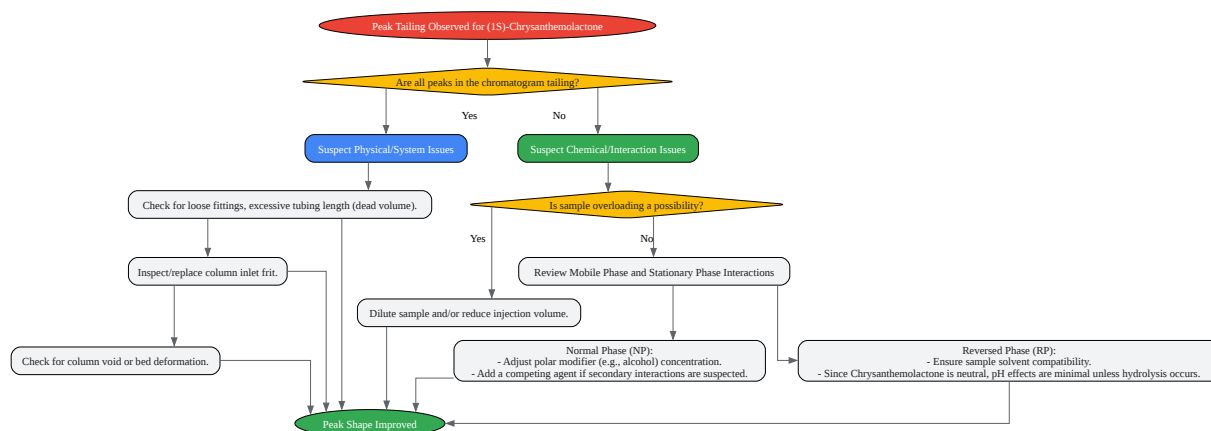 Peak Tailing Observed for (1S)-Chrysanthemolactone
Are all peaks in the chromatogram tailing?
Yes
No
Suspect Physical/System Issues
Suspect Chemical/Interaction Issues
Check for loose fittings, excessive tubing length (dead volume).
Is sample overloading a possibility?
Yes
No
Inspect/replace column inlet frit.
Review Mobile Phase and Stationary Phase Interactions
Dilute sample and/or reduce injection volume.
Check for column void or bed deformation.
Normal Phase (NP):
- Adjust polar modifier (e.g., alcohol) concentration.
- Add a competing agent if secondary interactions are suspected.
Reversed Phase (RP):
- Ensure sample solvent compatibility.
- Since Chrysanthemolactone is neutral, pH effects are minimal unless hydrolysis occurs.
Peak Shape Improved